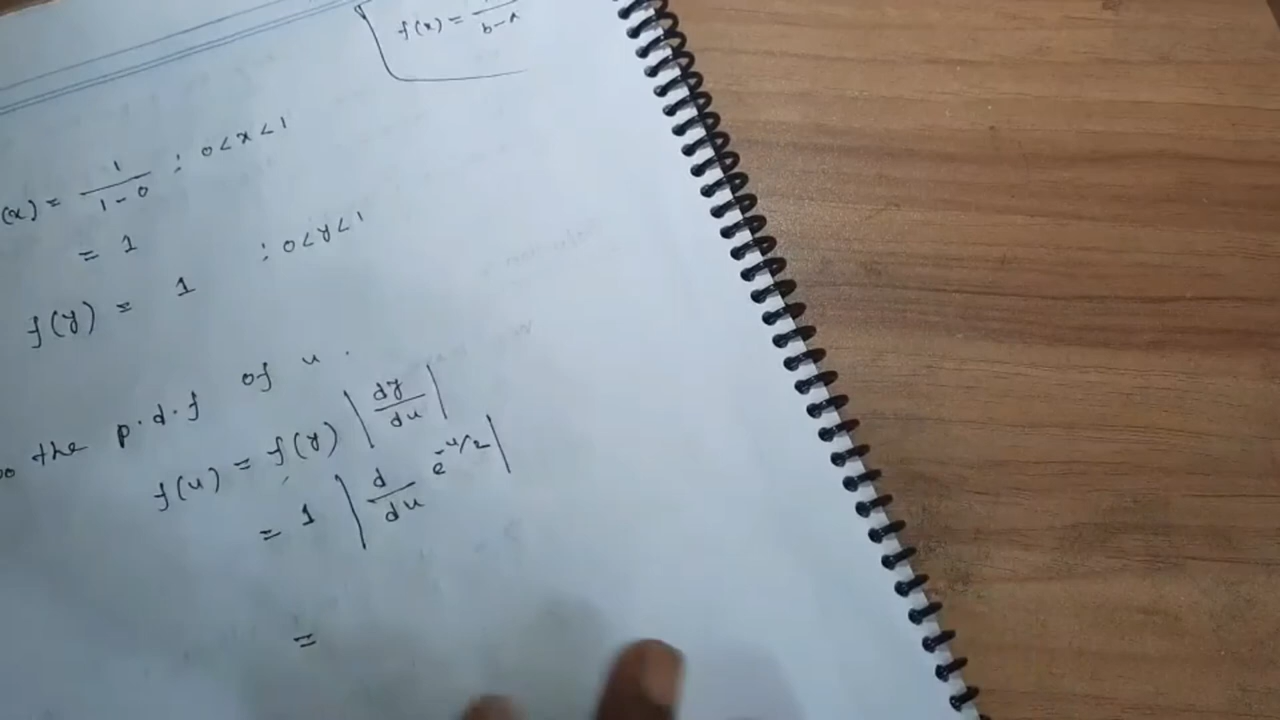 f(x) = 1/b-a
(x) = 1/1-0 ; 0<x<1
= 1
f(y) = 1 ; 0<y<1
the p.d.f of u.
f(u) = f(y) |dy/du|
= 1 |d/du e^-u/2|
=